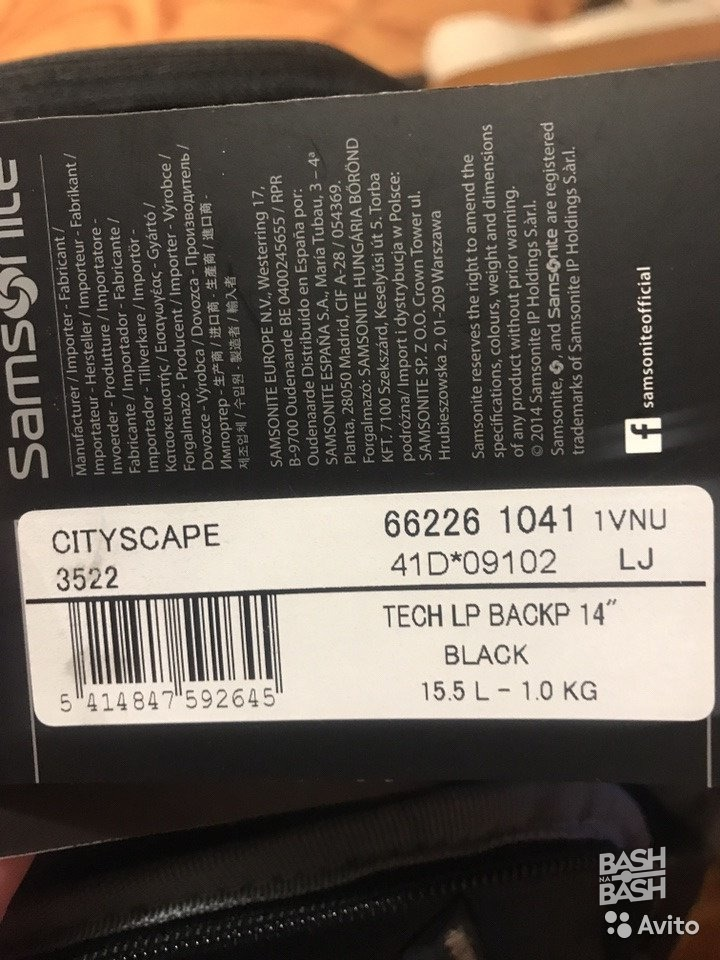 Samsonite
Manufacturer / Importer - Fabricant /
Importateur - Hersteller / Importeur - Fabrikant /
Invoerder - Produttore / Importatore -
Fabricante / Importador - Fabricante /
Importador - Tillverkare / Importör -
Κατασκευαστής / Εισαγωγέας - Gyártó /
Forgalmazó - Producent / Importer - Výrobce /
Dovozce - Výrobca / Dovozca - Производитель /
Импортер - 生产商 / 进口商 - 生產商 / 進口商 -
제조업체 / 수입원 - 製造者 / 輸入者 -
SAMSONITE EUROPE N.V., Westerring 17,
B-9700 Oudenaarde BE 0400245655 / RPR
Oudenaarde Distribuido en España por:
SAMSONITE ESPAÑA S.A., María Tubau, 3 – 4ª
Planta, 28050 Madrid, CIF A-28 / 054369.
Forgalmazó: SAMSONITE HUNGÁRIA BŐRÖND
KFT. 7100 Szekszárd, Keselyűsi út 5. Torba
podróżna/Import i dystrybucja w Polsce:
SAMSONITE SP. Z O.O. Crown Tower ul.
Hrubieszowska 2, 01-209 Warszawa
Samsonite reserves the right to amend the
specifications, colours, weight and dimensions
of any product without prior warning.
© 2014 Samsonite IP Holdings S.àr.l.
Samsonite, and Samsonite are registered
trademarks of Samsonite IP Holdings S.àr.l.
f samsoniteofficial
CITYSCAPE 66226 1041 1VNU
3522 41D*09102 LJ
TECH LP BACKP 14"
BLACK
15.5 L - 1.0 KG
5 414847 592645
BASH
НА
BASH
Avito